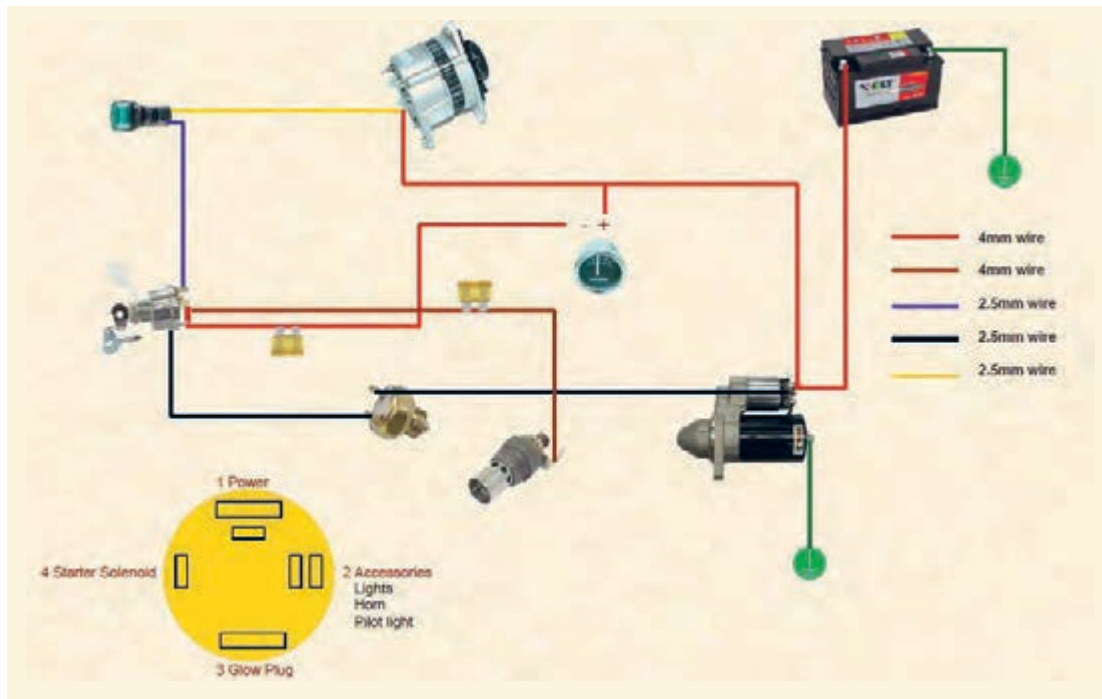 - +
4mm wire
4mm wire
2.5mm wire
2.5mm wire
2.5mm wire
1 Power
4 Starter Solenoid
2 Accessories
Lights
Horn
Pilot light
3 Glow Plug